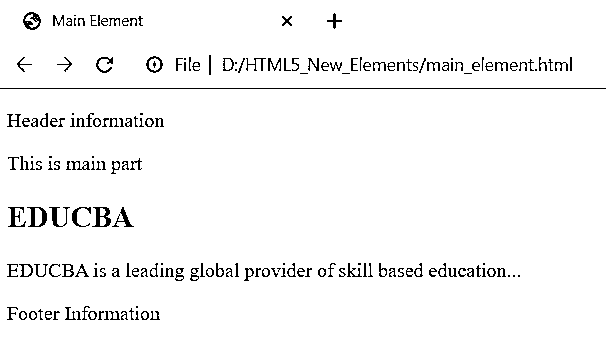 Main Element
File | D:/HTML5_New_Elements/main_element.html
Header information
This is main part
EDUCBA
EDUCBA is a leading global provider of skill based education...
Footer Information